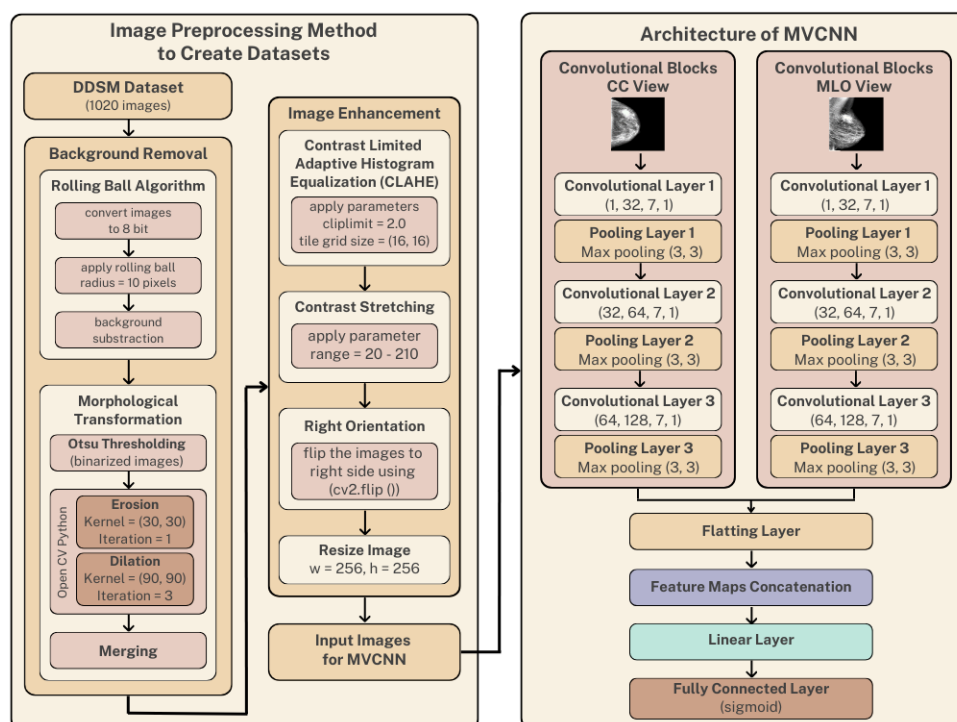 Image Preprocessing Method
to Create Datasets
DDSM Dataset
(1020 images)
Background Removal
Rolling Ball Algorithm
convert images
to 8 bit
apply rolling ball
radius = 10 pixels
background
substraction
Morphological
Transformation
Otsu Thresholding
(binarized images)
Open CV Python
Erosion
Kernel = (30, 30)
Iteration = 1
Dilation
Kernel = (90, 90)
Iteration = 3
Merging
Image Enhancement
Contrast Limited
Adaptive Histogram
Equalization (CLAHE)
apply parameters
cliplimit = 2.0
tile grid size = (16, 16)
Contrast Stretching
apply parameter
range = 20 - 210
Right Orientation
flip the images to
right side using
(cv2.flip ())
Resize Image
w = 256, h = 256
Input Images
for MVCNN
Architecture of MVCNN
Convolutional Blocks
CC View
Convolutional Layer 1
(1, 32, 7, 1)
Pooling Layer 1
Max pooling (3, 3)
Convolutional Layer 2
(32, 64, 7, 1)
Pooling Layer 2
Max pooling (3, 3)
Convolutional Layer 3
(64, 128, 7, 1)
Pooling Layer 3
Max pooling (3, 3)
Convolutional Blocks
MLO View
Convolutional Layer 1
(1, 32, 7, 1)
Pooling Layer 1
Max pooling (3, 3)
Convolutional Layer 2
(32, 64, 7, 1)
Pooling Layer 2
Max pooling (3, 3)
Convolutional Layer 3
(64, 128, 7, 1)
Pooling Layer 3
Max pooling (3, 3)
Flatting Layer
Feature Maps Concatenation
Linear Layer
Fully Connected Layer
(sigmoid)